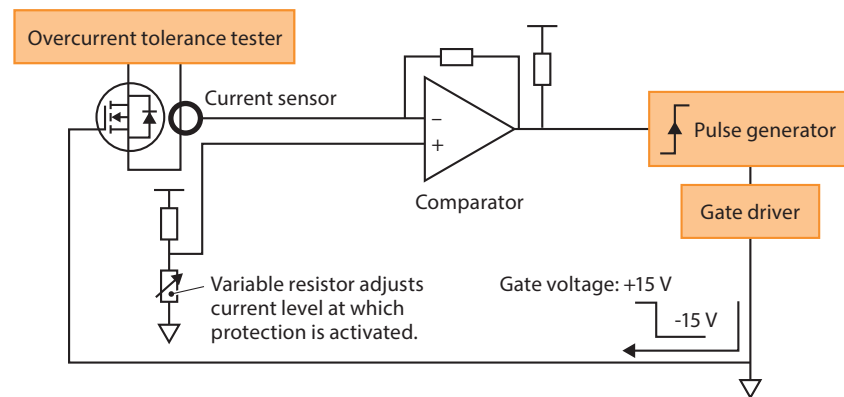 Overcurrent tolerance tester
Current sensor
−
+
Comparator
Pulse generator
Gate driver
Variable resistor adjusts
current level at which
protection is activated.
Gate voltage: +15 V
-15 V